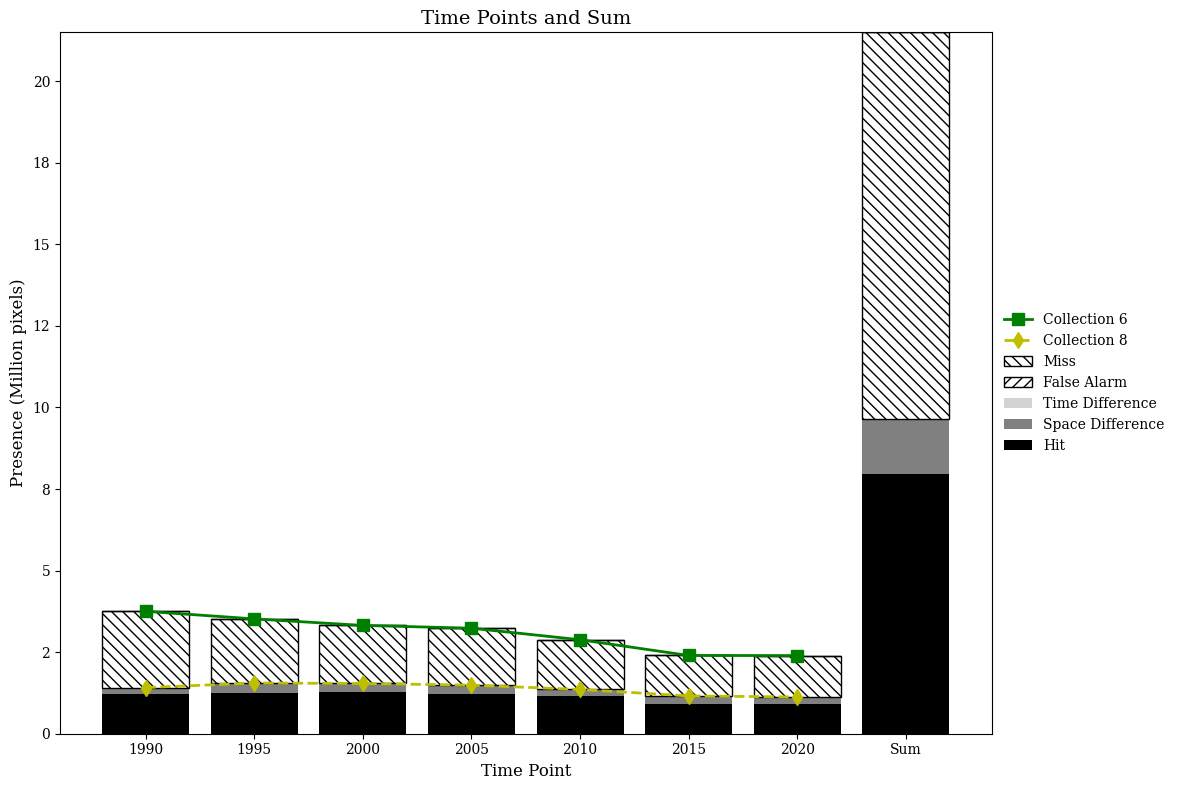 Time Points and Sum
Presence (Million pixels)
20
18
15
12
10
8
5
2
0
1990 1995 2000 2005 2010 2015 2020 Sum
Time Point
Collection 6
Collection 8
Miss
False Alarm
Time Difference
Space Difference
Hit